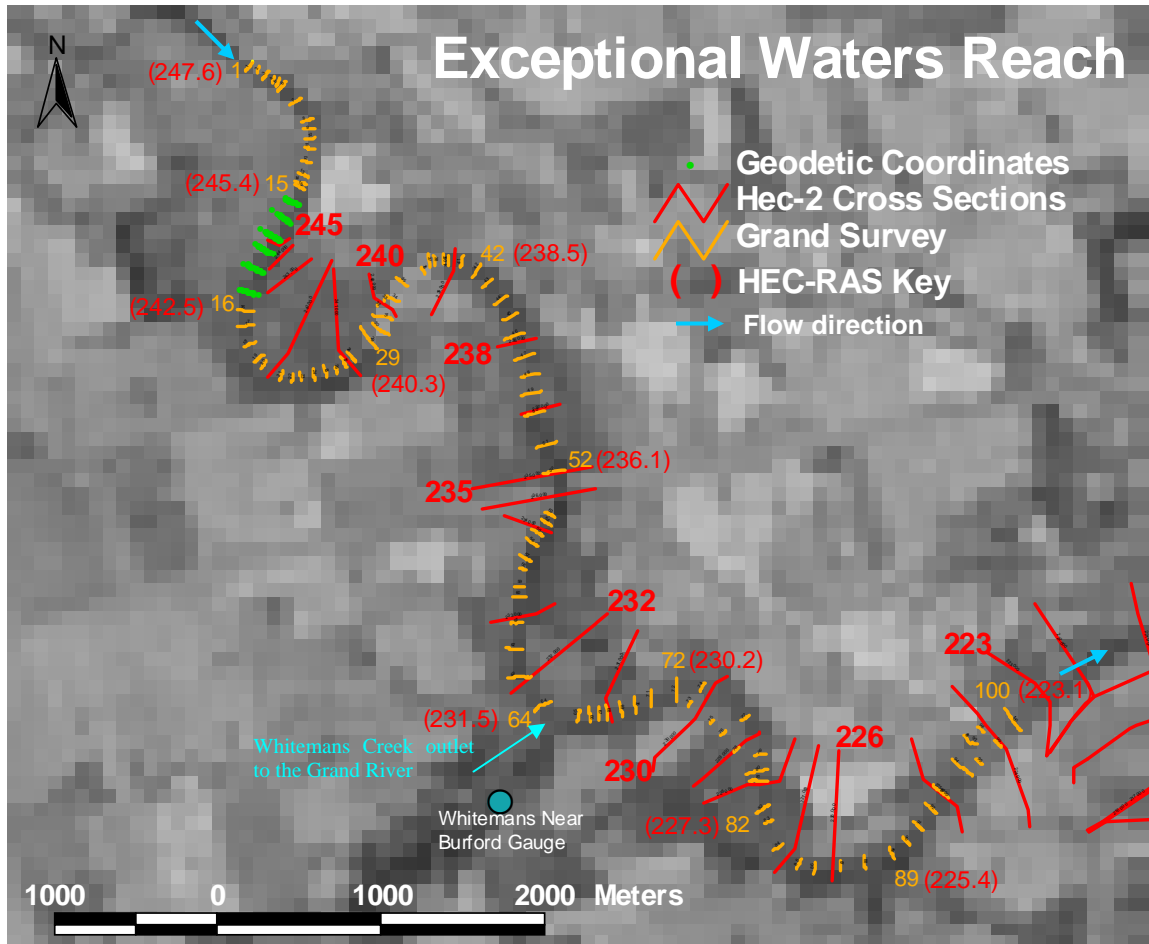 Exceptional Waters Reach
N
(247.6) 1
Geodetic Coordinates
Hec-2 Cross Sections
Grand Survey
( ) HEC-RAS Key
Flow direction
(245.4) 15
245
240
42 (238.5)
(242.5) 16
238
29
(240.3)
52 (236.1)
235
232
223
72 (230.2)
100 (223.1
(231.5) 64
Whitemans Creek outlet
to the Grand River
226
230
Whitemans Near
Burford Gauge
(227.3) 82
89 (225.4)
1000 0 1000 2000 Meters